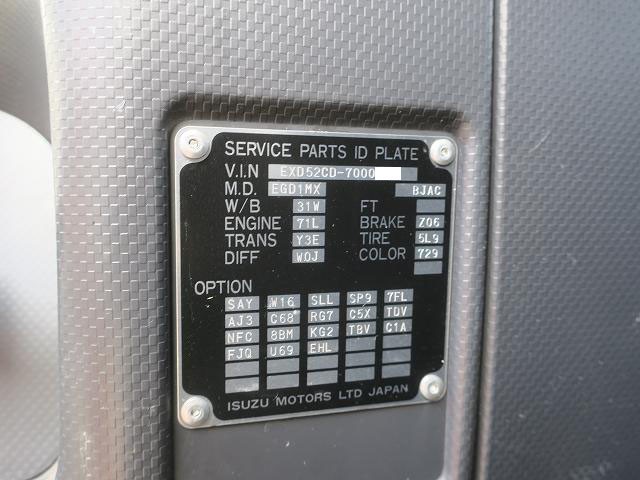 SERVICE PARTS ID PLATE
V.I.N EXD52CD-7000
M.D. EGD1MX BJAC
W/B 31W FT
ENGINE 71L BRAKE Z06
TRANS Y3E TIRE 5L9
DIFF W0J COLOR 729
OPTION
SAY W16 SLL SP9 7FL
AJ3 C68 RG7 C5X TDV
NFC 8BM KG2 TBV C1A
FJQ U69 EHL
ISUZU MOTORS LTD JAPAN